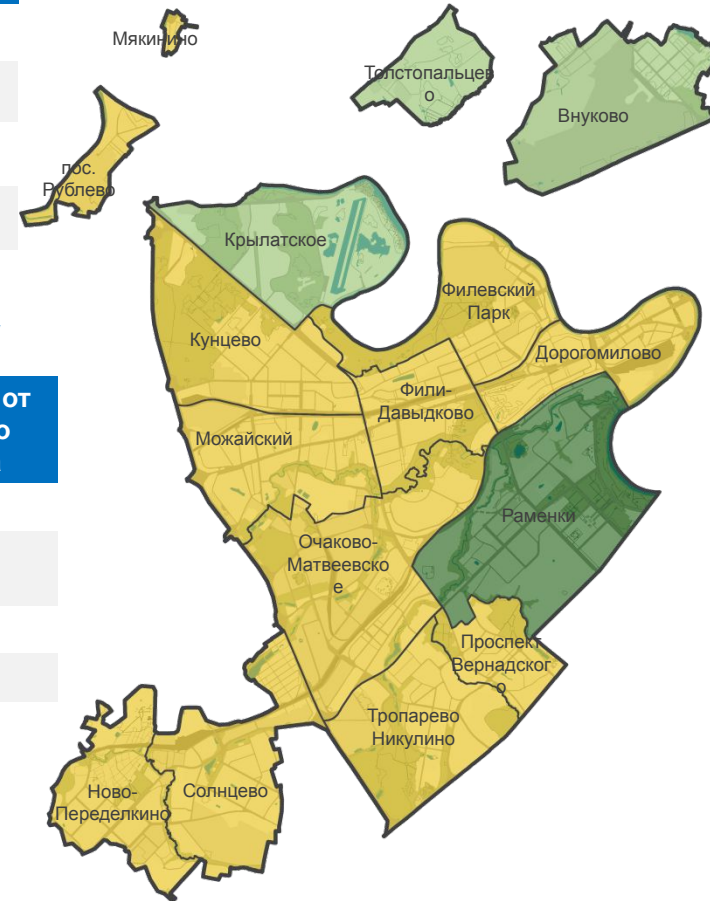 Мякинино
Толстопальцев
о
Внуково
пос.
Рублево
Крылатское
Филевский
Парк
Кунцево
Дорогомилово
Фили-
Давыдково
от
о
Можайский
Раменки
Очаково-
Матвеевско
е
Проспект
Вернадског
о
Тропарево
Никулино
Ново-
Переделкино
Солнцево